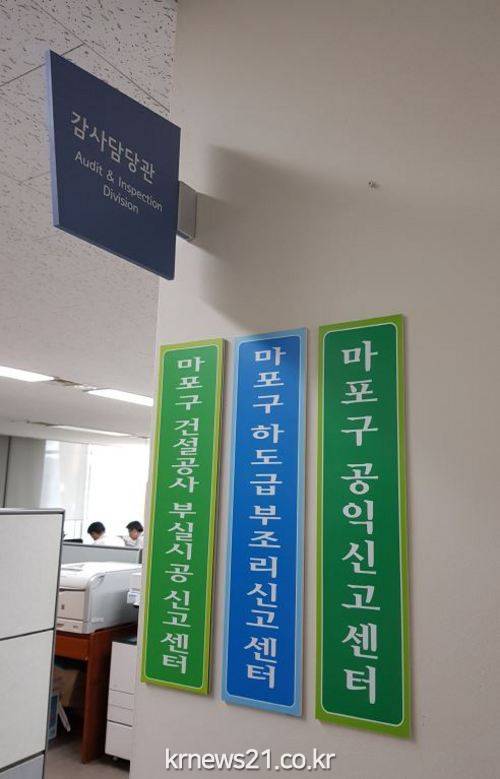 감사담당관
Audit & Inspection
Division
마포구 건설공사 부실시공 신고센터
마포구 하도급부조리신고센터
마포구 공익신고센터
krnews21.co.kr